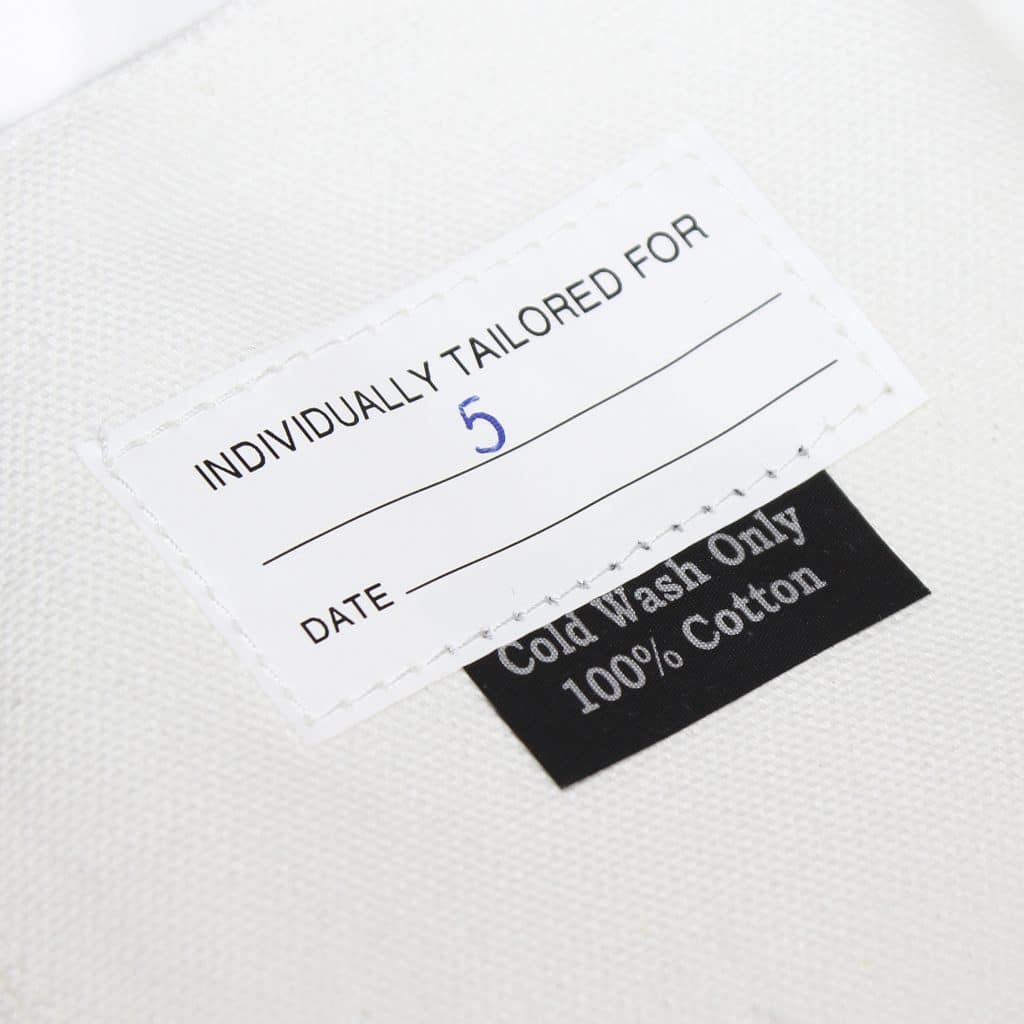 INDIVIDUALLY TAILORED FOR
5
DATE
Cold Wash Only
100% Cotton